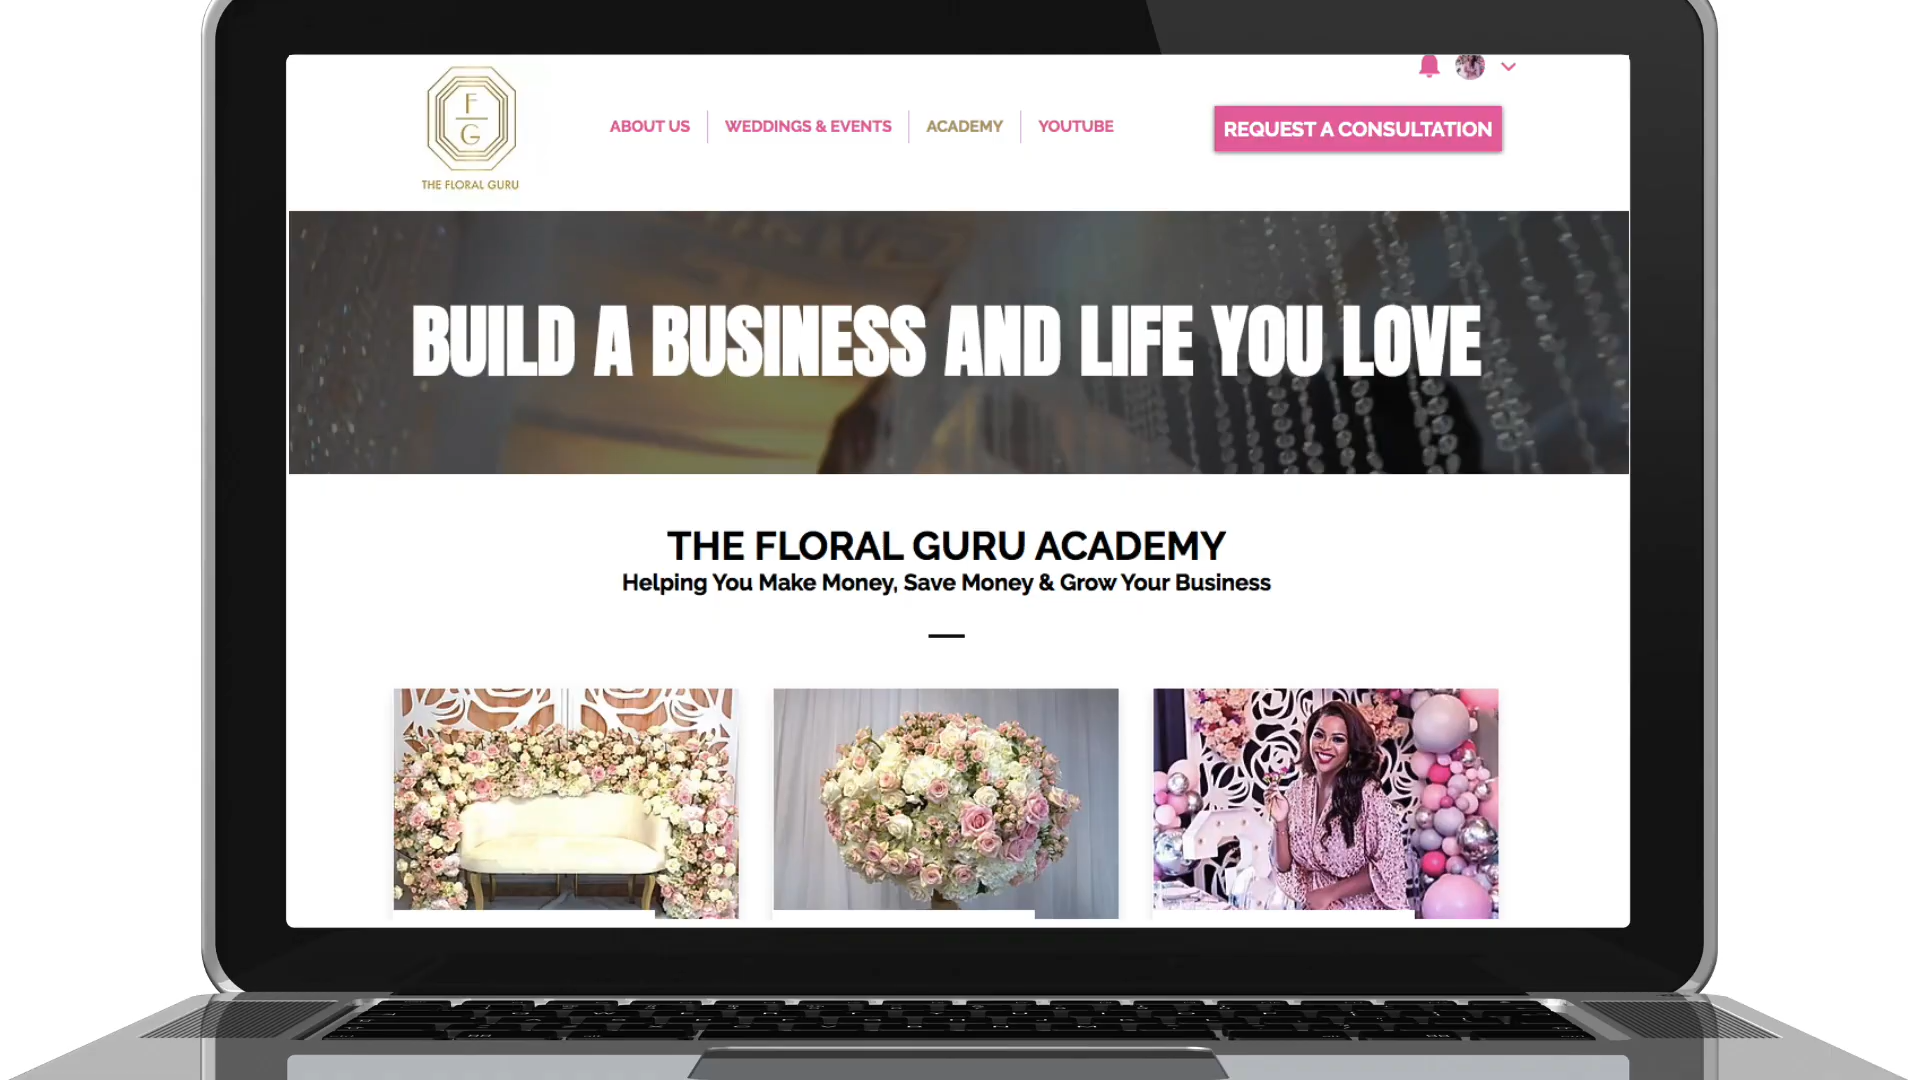 F
G
THE FLORAL GURU
ABOUT US
WEDDINGS & EVENTS
ACADEMY
YOUTUBE
REQUEST A CONSULTATION
BUILD A BUSINESS AND LIFE YOU LOVE
THE FLORAL GURU ACADEMY
Helping You Make Money, Save Money & Grow Your Business